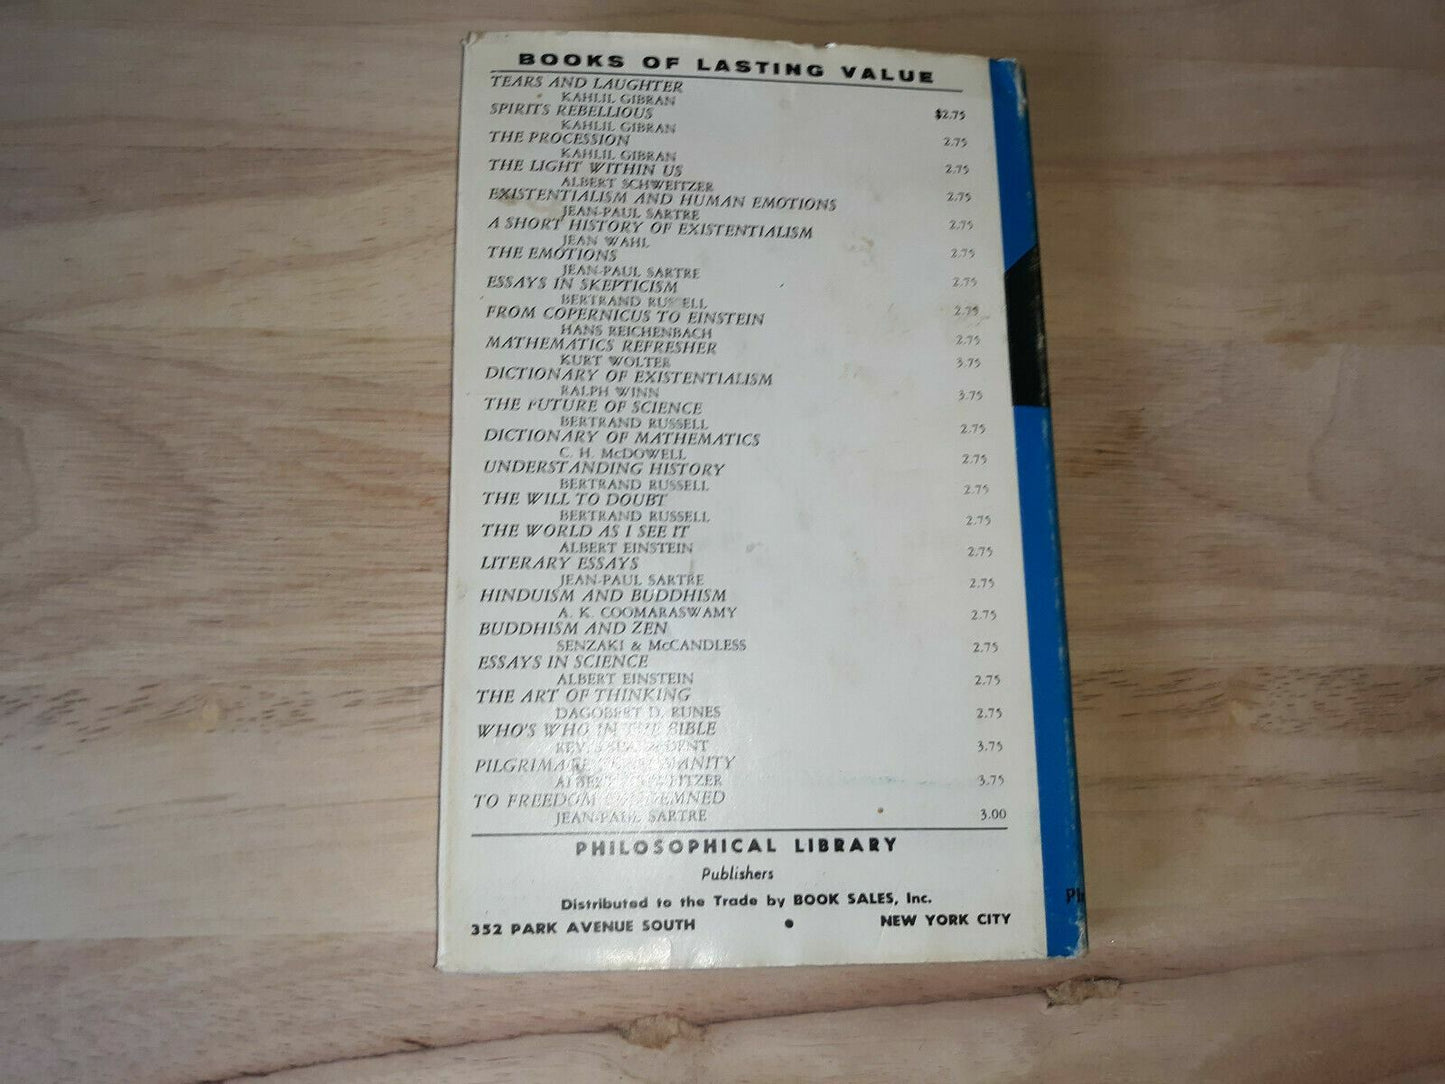 BOOKS OF LASTING VALUE
TEARS AND LAUGHTER
KAHLIL GIBRAN $2.75
SPIRITS REBELLIOUS
KAHLIL GIBRAN 2.75
THE PROCESSION
KAHLIL GIBRAN 2.75
THE LIGHT WITHIN US
ALBERT SCHWEITZER 2.75
EXISTENTIALISM AND HUMAN EMOTIONS
JEAN-PAUL SARTRE 2.75
A SHORT HISTORY OF EXISTENTIALISM
JEAN WAHL 2.75
THE EMOTIONS
JEAN-PAUL SARTRE 2.75
ESSAYS IN SKEPTICISM
BERTRAND RUSSELL 2.75
FROM COPERNICUS TO EINSTEIN
HANS REICHENBACH 2.75
MATHEMATICS REFRESHER
KURT WOLTER 3.75
DICTIONARY OF EXISTENTIALISM
RALPH WINN 3.75
THE FUTURE OF SCIENCE
BERTRAND RUSSELL 2.75
DICTIONARY OF MATHEMATICS
C. H. McDOWELL 2.75
UNDERSTANDING HISTORY
BERTRAND RUSSELL 2.75
THE WILL TO DOUBT
BERTRAND RUSSELL 2.75
THE WORLD AS I SEE IT
ALBERT EINSTEIN 2.75
LITERARY ESSAYS
JEAN-PAUL SARTRE 2.75
HINDUISM AND BUDDHISM
A. K. COOMARASWAMY 2.75
BUDDHISM AND ZEN
SENZAKI & McCANDLESS 2.75
ESSAYS IN SCIENCE
ALBERT EINSTEIN 2.75
THE ART OF THINKING
DAGOBERT D. RUNES 2.75
WHO'S WHO IN THE BIBLE
REV. 3.75
PILGRIMAGE TO HUMANITY
ALBERT SCHWEITZER 3.75
TO FREEDOM CONDEMNED
JEAN-PAUL SARTRE 3.00
PHILOSOPHICAL LIBRARY
Publishers
Distributed to the Trade by BOOK SALES, Inc.
352 PARK AVENUE SOUTH • NEW YORK CITY